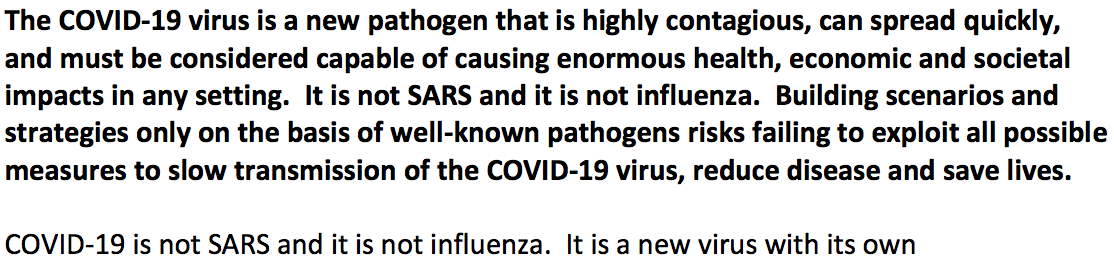 The COVID-19 virus is a new pathogen that is highly contagious, can spread quickly,
and must be considered capable of causing enormous health, economic and societal
impacts in any setting.  It is not SARS and it is not influenza.  Building scenarios and
strategies only on the basis of well-known pathogens risks failing to exploit all possible
measures to slow transmission of the COVID-19 virus, reduce disease and save lives.
COVID-19 is not SARS and it is not influenza.  It is a new virus with its own